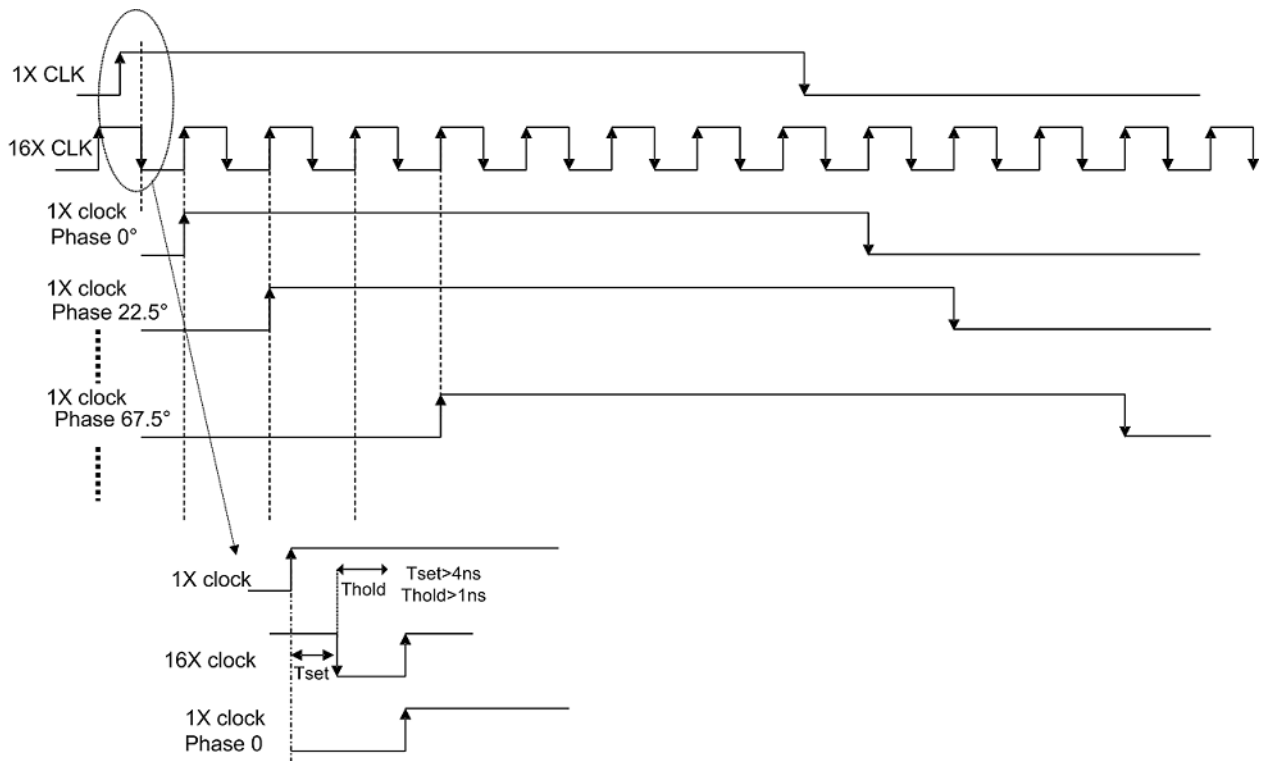 1X CLK
16X CLK
1X clock
Phase 0°
1X clock
Phase 22.5°
1X clock
Phase 67.5°
1X clock
Thold
Tset>4ns
Thold>1ns
16X clock
Tset
1X clock
Phase 0